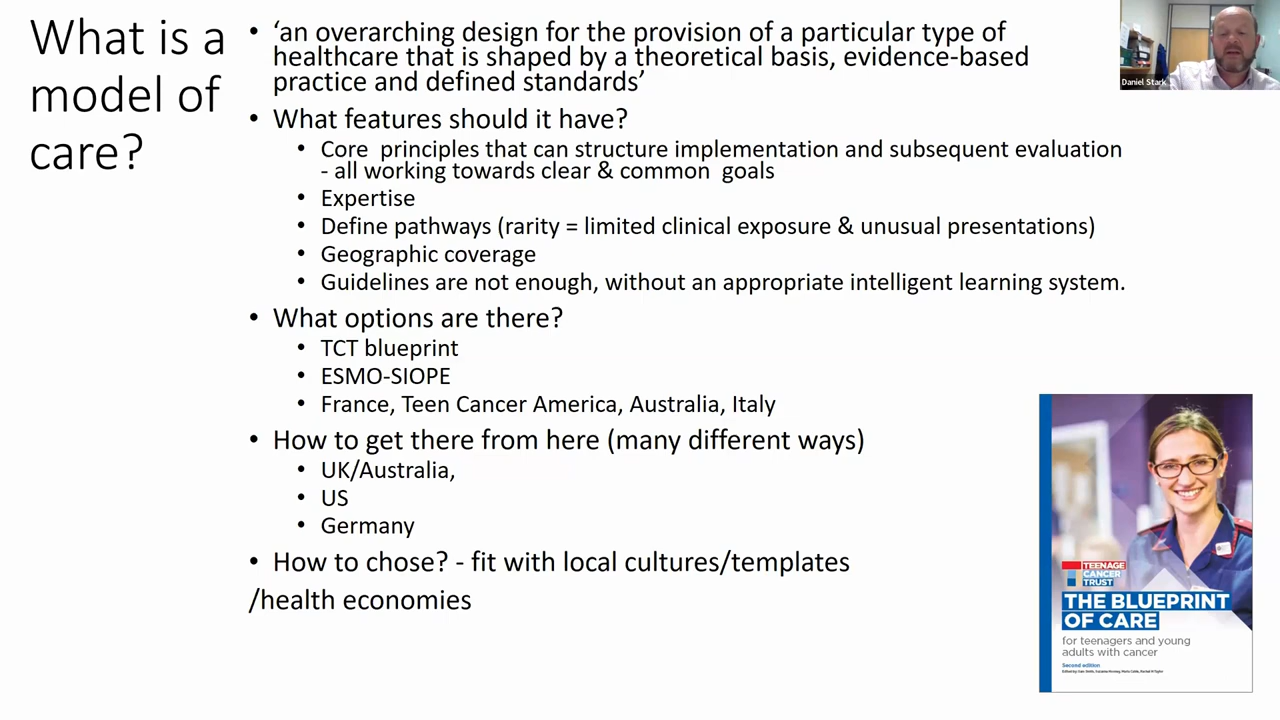 What is a
model of
care?
• ‘an overarching design for the provision of a particular type of
healthcare that is shaped by a theoretical basis, evidence-based
practice and defined standards’
• What features should it have?
• Core  principles that can structure implementation and subsequent evaluation
- all working towards clear & common  goals
• Expertise
• Define pathways (rarity = limited clinical exposure & unusual presentations)
• Geographic coverage
• Guidelines are not enough, without an appropriate intelligent learning system.
• What options are there?
• TCT blueprint
• ESMO-SIOPE
• France, Teen Cancer America, Australia, Italy
• How to get there from here (many different ways)
• UK/Australia,
• US
• Germany
• How to chose? - fit with local cultures/templates
/health economies
Daniel Stark
TEENAGE
CANCER
TRUST
THE BLUEPRINT
OF CARE
for teenagers and young
adults with cancer
Second edition